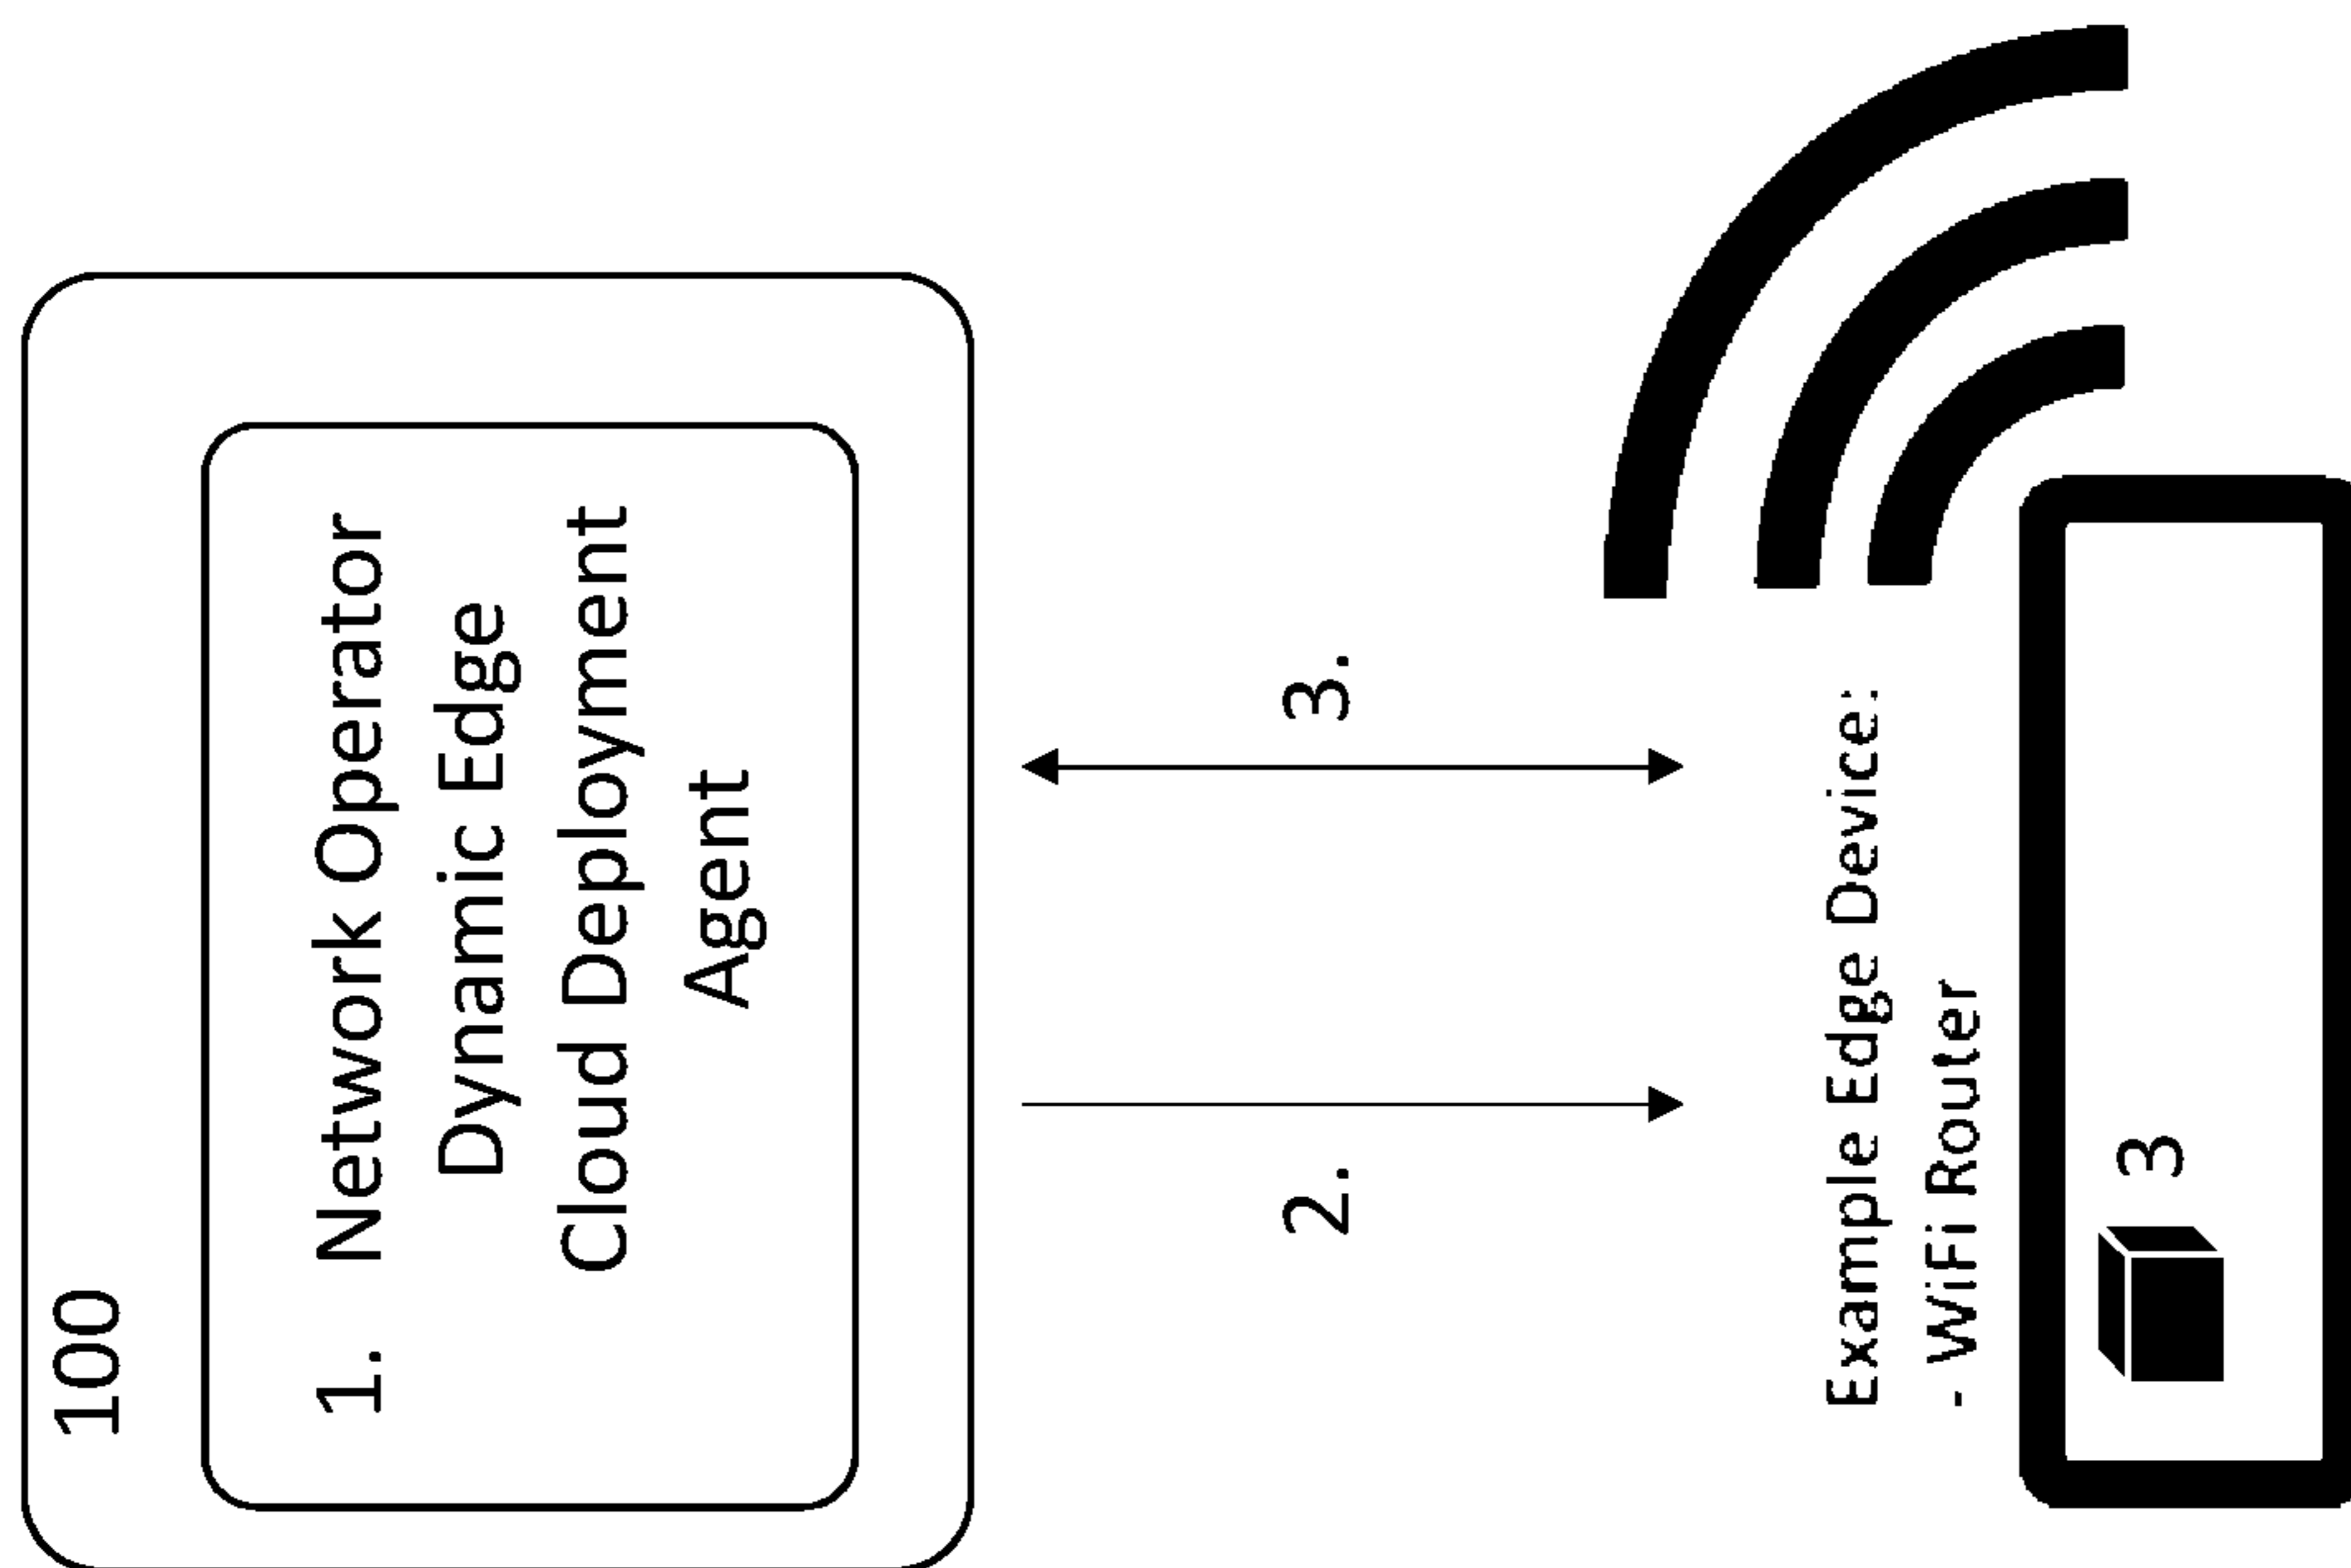 100
1. Network Operator
Dynamic Edge
Cloud Deployment
Agent
2.
3.
Example Edge Device:
- WiFi Router
3